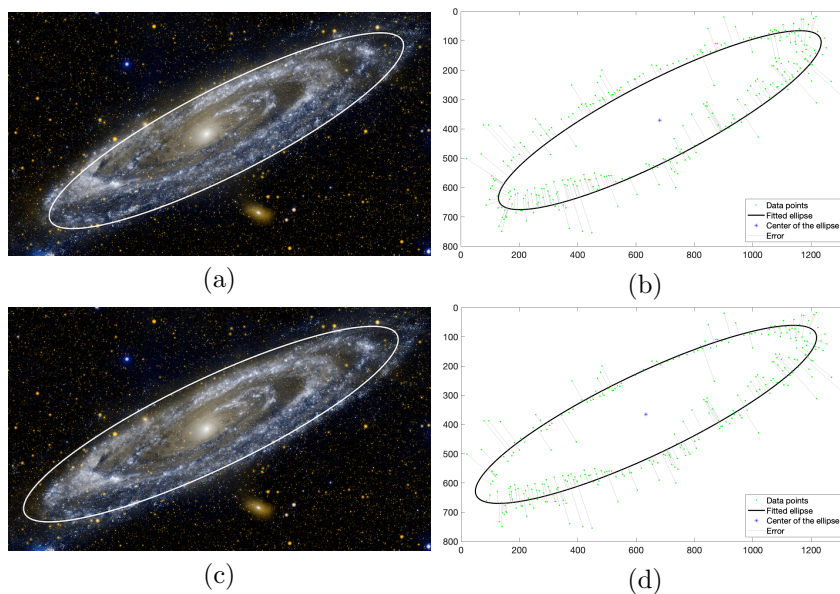 0
100
200
300
400
500
600
700
800
0 200 400 600 800 1000 1200
Data points
Fitted ellipse
Center of the ellipse
Error
(a)
(b)
0
100
200
300
400
500
600
700
800
0 200 400 600 800 1000 1200
Data points
Fitted ellipse
Center of the ellipse
Error
(c)
(d)